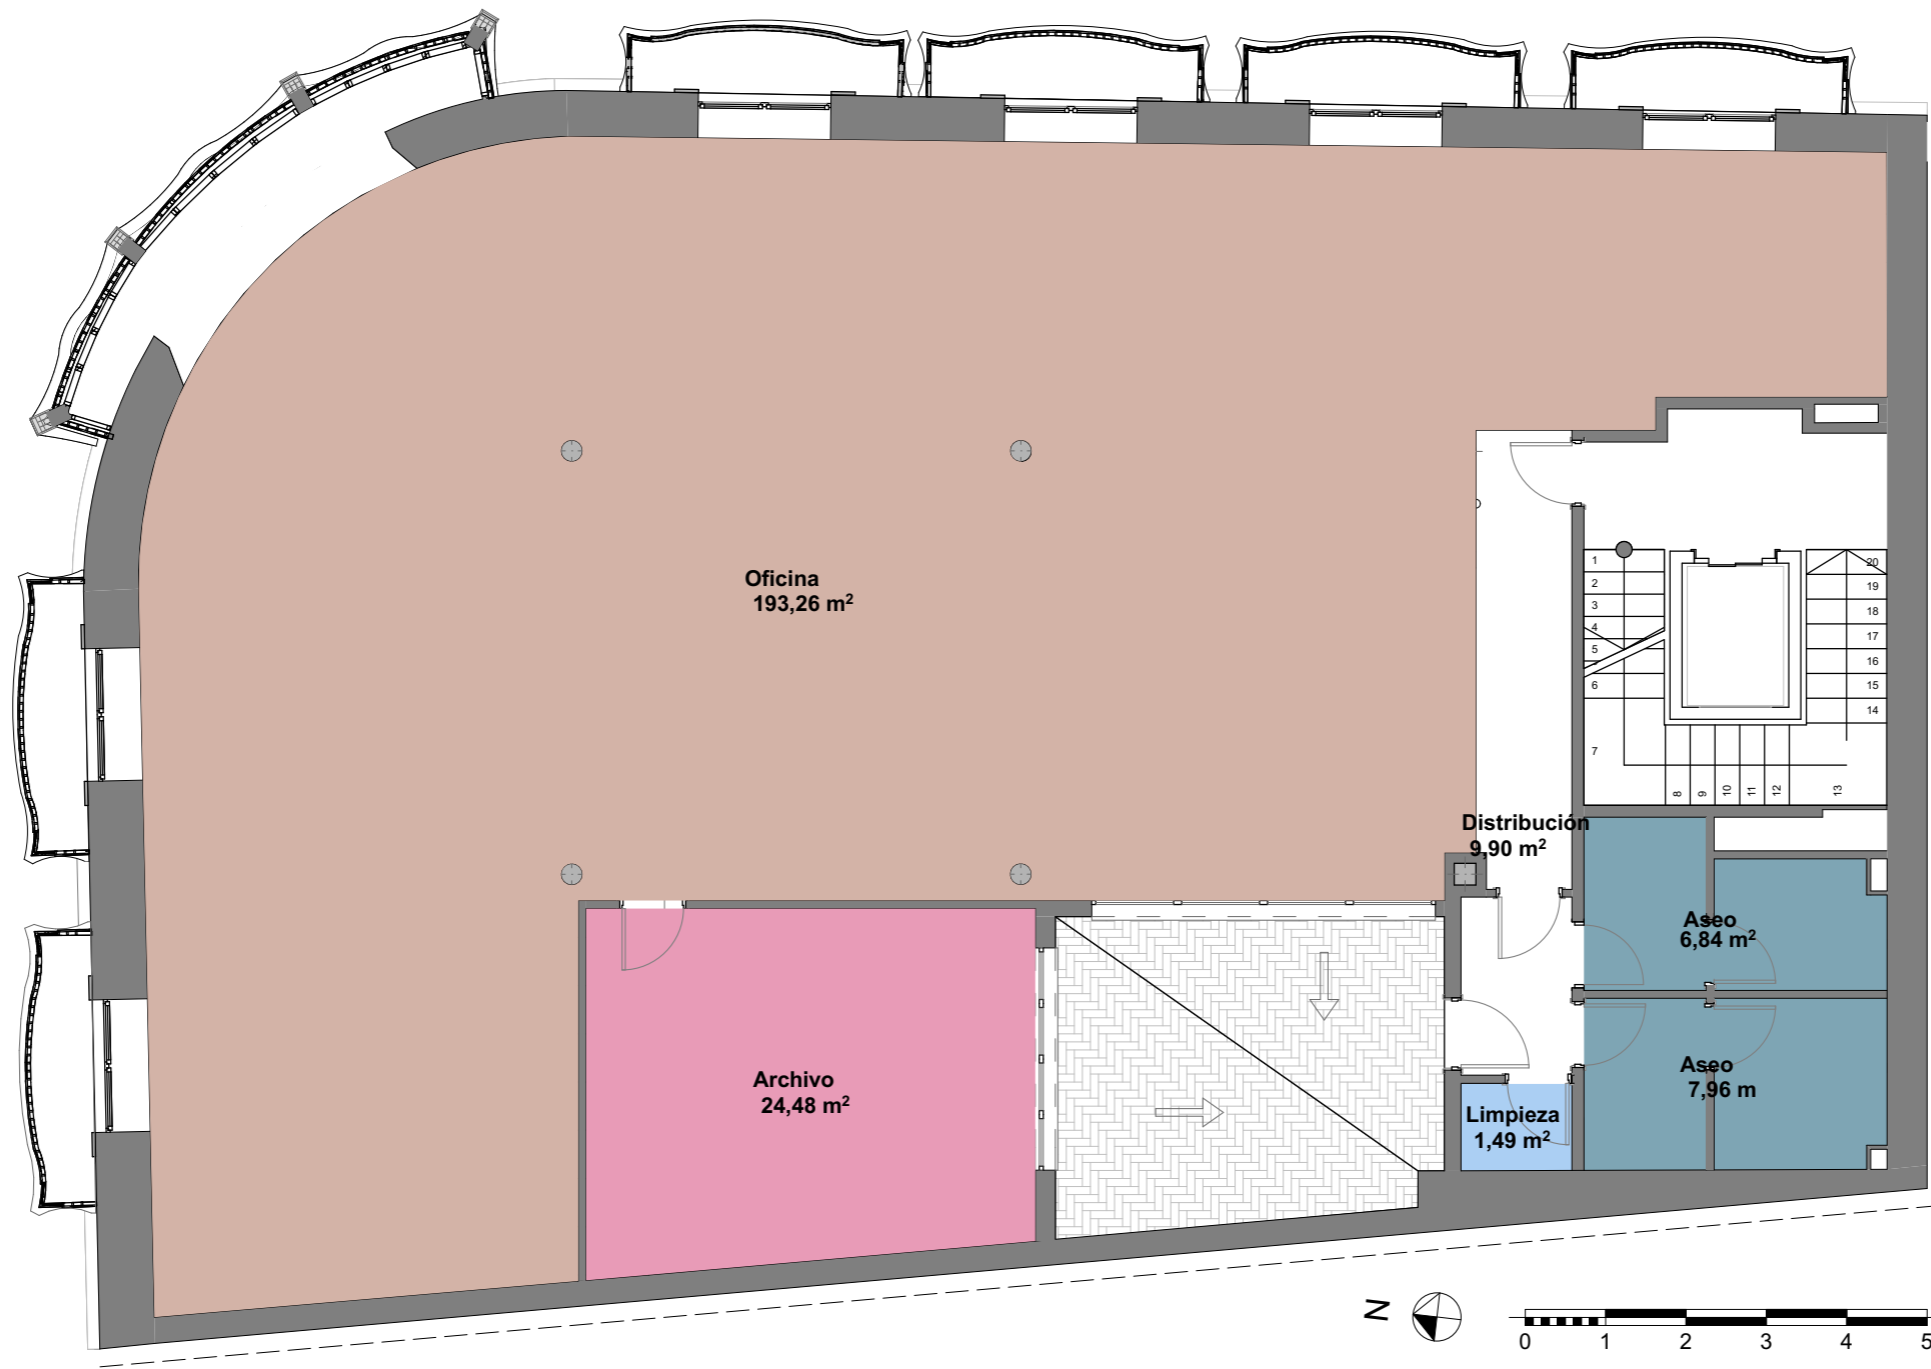 Oficina
193,26 m²
1
2
3
4
5
6
7
8
9
10
11
12
13
20
19
18
17
16
15
14
Distribución
9,90 m²
Aseo
6,84 m²
Archivo
24,48 m²
Aseo
7,96 m
Limpieza
1,49 m²
N
0 1 2 3 4 5